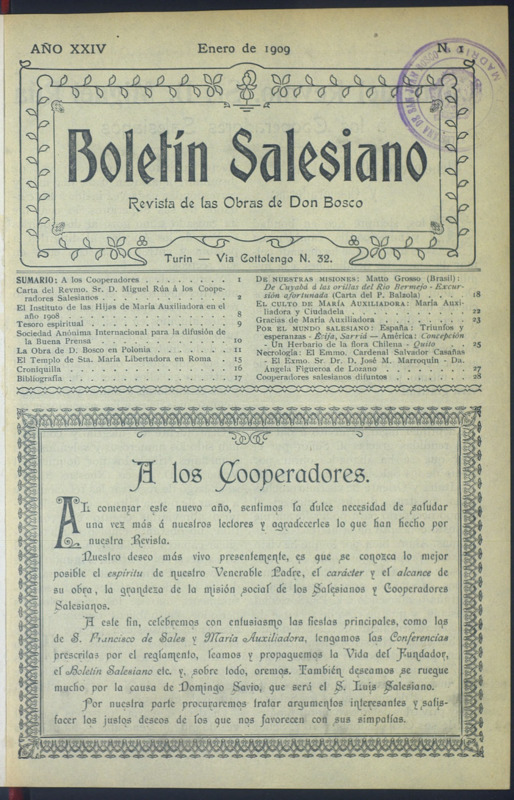 AÑO XXIV Enero de 1909 N. 1
Boletín Salesiano
Revista de las Obras de Don Bosco
Turin — Via Cottolengo N. 32.
SUMARIO: A los Cooperadores . . . . . . . . 1
Carta del Revmo. Sr. D. Miguel Rúa á los Coope-
radores Salesianos . . . . . . . . 2
El Instituto de las Hijas de María Auxiliadora en el
año 1908 . . . . . . . . 8
Tesoro espiritual . . . . . . . . 9
Sociedad Anónima Internacional para la difusión de
la Buena Prensa . . . . . . . . 10
La Obra de D. Bosco en Polonia . . . . . 11
El Templo de Sta. María Libertadora en Roma . . 15
Croniquilla . . . . . . . . 16
Bibliografía . . . . . . . . 17
DE NUESTRAS MISIONES: Matto Grosso (Brasil):
De Cuyabá á las orillas del Rio Bermejo - Excur-
sión afortunada (Carta del P. Balzola) . . . . 18
EL CULTO DE MARÍA AUXILIADORA: María Auxi-
liadora y Ciudadela . . . . . . . . 22
Gracias de María Auxiliadora . . . . . . 23
POR EL MUNDO SALESIANO: España: Triunfos y
esperanzas - Écija, Sarriá — América: Concepción
- Un Herbario de la flora Chilena - Quito . . 25
Necrología: El Emmo. Cardenal Salvador Casañas
- El Exmo. Sr. Dr. D. José M. Marroquín - Da.
Ángela Figueroa de Lozano . . . . . . 27
Cooperadores salesianos difuntos . . . . . 28
A los Cooperadores.
AL comenzar este nuevo año, sentimos la dulce necesidad de saludar
una vez más á nuestros lectores y agradecerles lo que han hecho por
nuestra Revista.
Nuestro deseo más vivo presentemente, es que se conozca lo mejor
posible el espíritu de nuestro Venerable Padre, el carácter y el alcance de
su obra, la grandeza de la misión social de los Salesianos y Cooperadores
Salesianos.
A este fin, celebremos con entusiasmo las fiestas principales, como las
de S. Francisco de Sales y María Auxiliadora, tengamos las Conferencias
prescritas por el reglamento, leamos y propaguemos la Vida del Fundador,
el Boletín Salesiano etc. y, sobre todo, oremos. También deseamos se ruegue
mucho por la causa de Domingo Savio, que será el S. Luis Salesiano.
Por nuestra parte procuraremos tratar argumentos interesantes y satis-
facer los justos deseos de los que nos favorecen con sus simpatías.